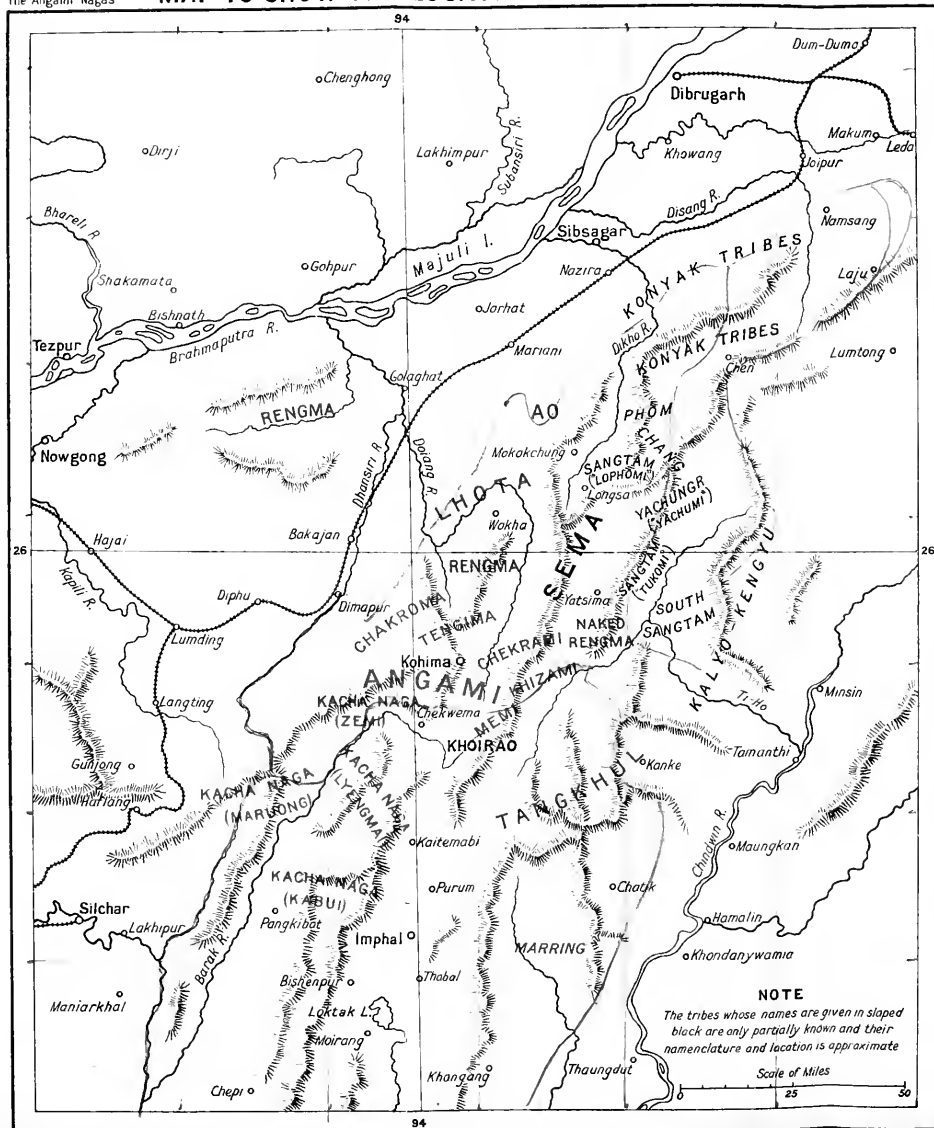 The Angami Nagas
94
Dum-Duma
Chenghong
Dibrugarh
Dirji
Lakhimpur
Subansiri R.
Khowang
Makum
Leda
Joipur
Bhareli R.
Disang R.
Namsang
Sibsagar
Majuli I.
Gohpur
KONYAK TRIBES
Laju
Shakamata
Nazira
Jorhat
Bishnath
Dikho R.
Brahmaputra R.
KONYAK TRIBES
Tezpur
Mariani
Chen
Lumtong
Golaghat
RENGMA
AO
PHOM
CHANG
Nowgong
Dhansiri R
Doiang R.
Mokokchung
SANGTAM
(LOPHOMI)
Longsa
YACHUNGR
(YACHUMI)
LHOTA
Wokha
SEMA
26
Hajai
Bakajan
26
RENGMA
SANGTAM
(TUKOMI)
KALYO KENGYU
Kapili R.
Diphu
Dimapur
CHAKROMA
TENGIMA
Yatsima
NAKED
RENGMA
SOUTH
SANGTAM
Lumding
CHEKRAMI
Kohima
ANGAMI
KHIZAMI
KACHA NAGA
(ZEMI)
Chekwema
MEMI
Minsin
Langting
KHOIRAO
Ti-Ho
Tamanthi
Gunjong
KACHA NAGA
(MARUONG)
KACHA NAGA
(LYENGMAI)
Kanke
TANGKHUL
Chindwin R.
Kaitemabi
Maungkan
KACHA NAGA
(KABUI)
Purum
Chatik
Silchar
Pangkibat
Hamalin
Lakhipur
Imphal
MARRING
Barak R.
Khondanywamia
Bishenpur
Thobal
Maniarkhal
Loktak L.
Moirang
NOTE
The tribes whose names are given in sloped
black are only partially known and their
nomenclature and location is approximate
Khangang
Thaungdut
Scale of Miles
Chepi
0 25 50
94